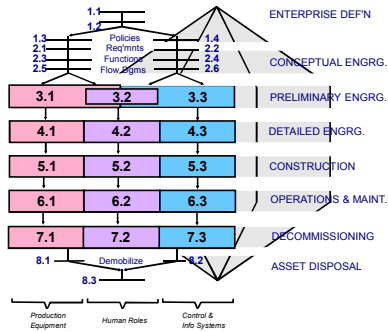 1.1
ENTERPRISE DEF'N
1.2
1.3 Policies 1.4
2.1 Req'mnts 2.2
2.3 Functions 2.4
2.5 Flow Dgms 2.6
CONCEPTUAL ENGRG.
3.1 3.2 3.3 PRELIMINARY ENGRG.
4.1 4.2 4.3 DETAILED ENGRG.
5.1 5.2 5.3 CONSTRUCTION
6.1 6.2 6.3 OPERATIONS & MAINT.
7.1 7.2 7.3 DECOMMISSIONING
8.1 Demobilize 8.2
ASSET DISPOSAL
8.3
Production Equipment
Human Roles
Control & Info Systems